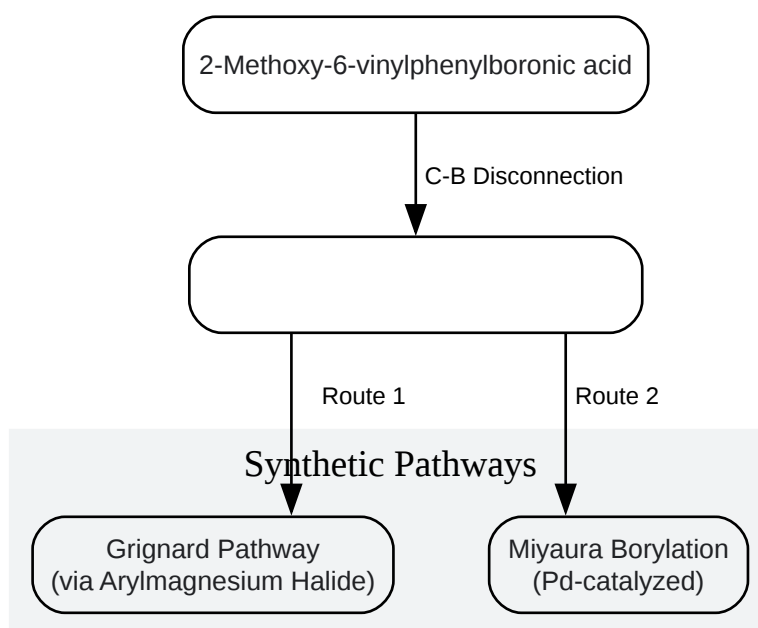 2-Methoxy-6-vinylphenylboronic acid
C-B Disconnection
Route 1
Route 2
Synthetic Pathways
Grignard Pathway
(via Arylmagnesium Halide)
Miyaura Borylation
(Pd-catalyzed)